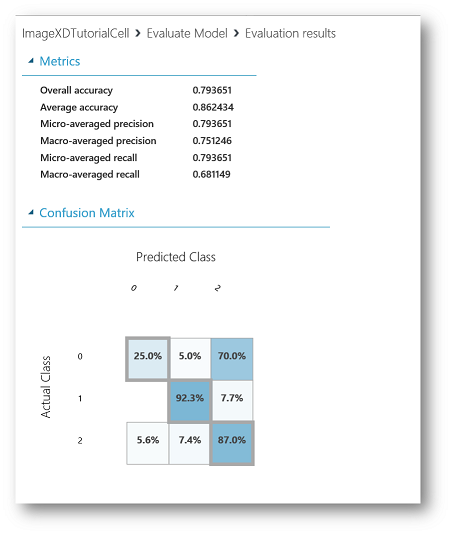 ImageXDTutorialCell > Evaluate Model > Evaluation results
Metrics
Overall accuracy 0.793651
Average accuracy 0.862434
Micro-averaged precision 0.793651
Macro-averaged precision 0.751246
Micro-averaged recall 0.793651
Macro-averaged recall 0.681149
Confusion Matrix
Predicted Class
0 1 2
Actual Class
0 25.0% 5.0% 70.0%
1 92.3% 7.7%
2 5.6% 7.4% 87.0%